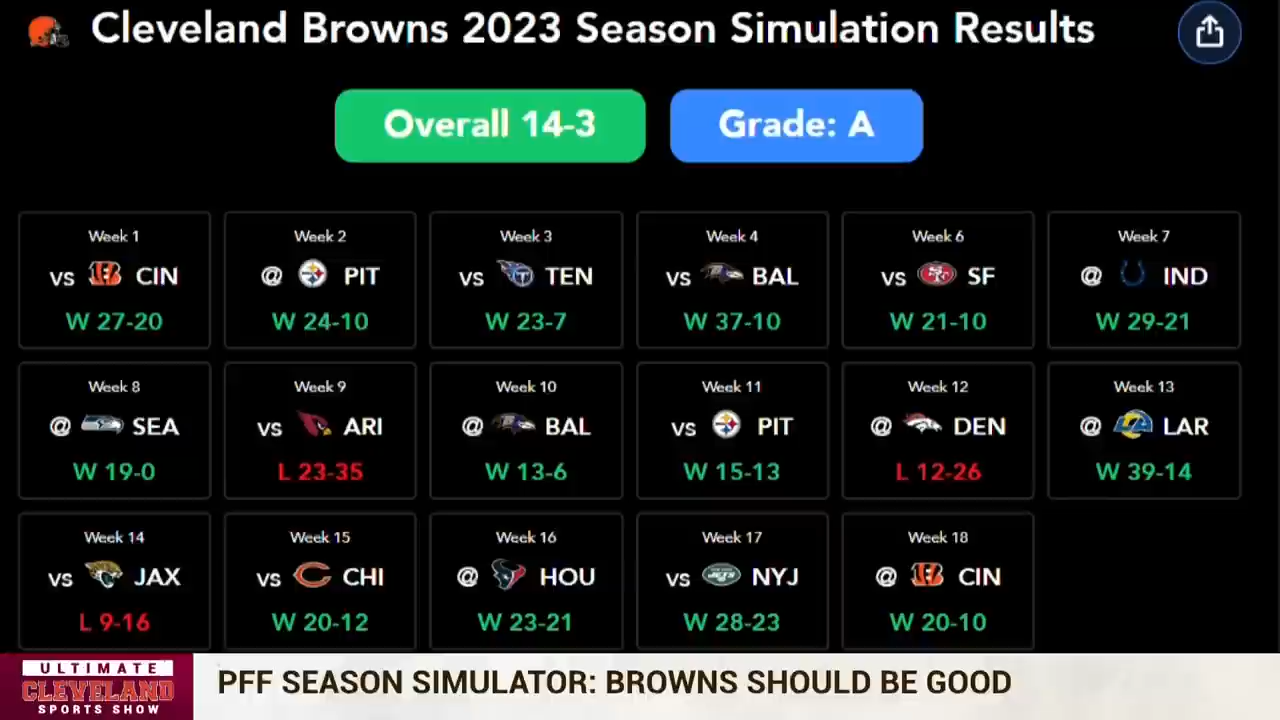 Cleveland Browns 2023 Season Simulation Results
Overall 14-3
Grade: A
Week 1
vs CIN
W 27-20
Week 2
@ PIT
W 24-10
Week 3
vs TEN
W 23-7
Week 4
vs BAL
W 37-10
Week 6
vs SF
W 21-10
Week 7
@ IND
W 29-21
Week 8
@ SEA
W 19-0
Week 9
vs ARI
L 23-35
Week 10
@ BAL
W 13-6
Week 11
vs PIT
W 15-13
Week 12
@ DEN
L 12-26
Week 13
@ LAR
W 39-14
Week 14
vs JAX
L 9-16
Week 15
vs CHI
W 20-12
Week 16
@ HOU
W 23-21
Week 17
vs NYJ
W 28-23
Week 18
@ CIN
W 20-10
ULTIMATE
CLEVELAND
SPORTS SHOW
PFF SEASON SIMULATOR: BROWNS SHOULD BE GOOD